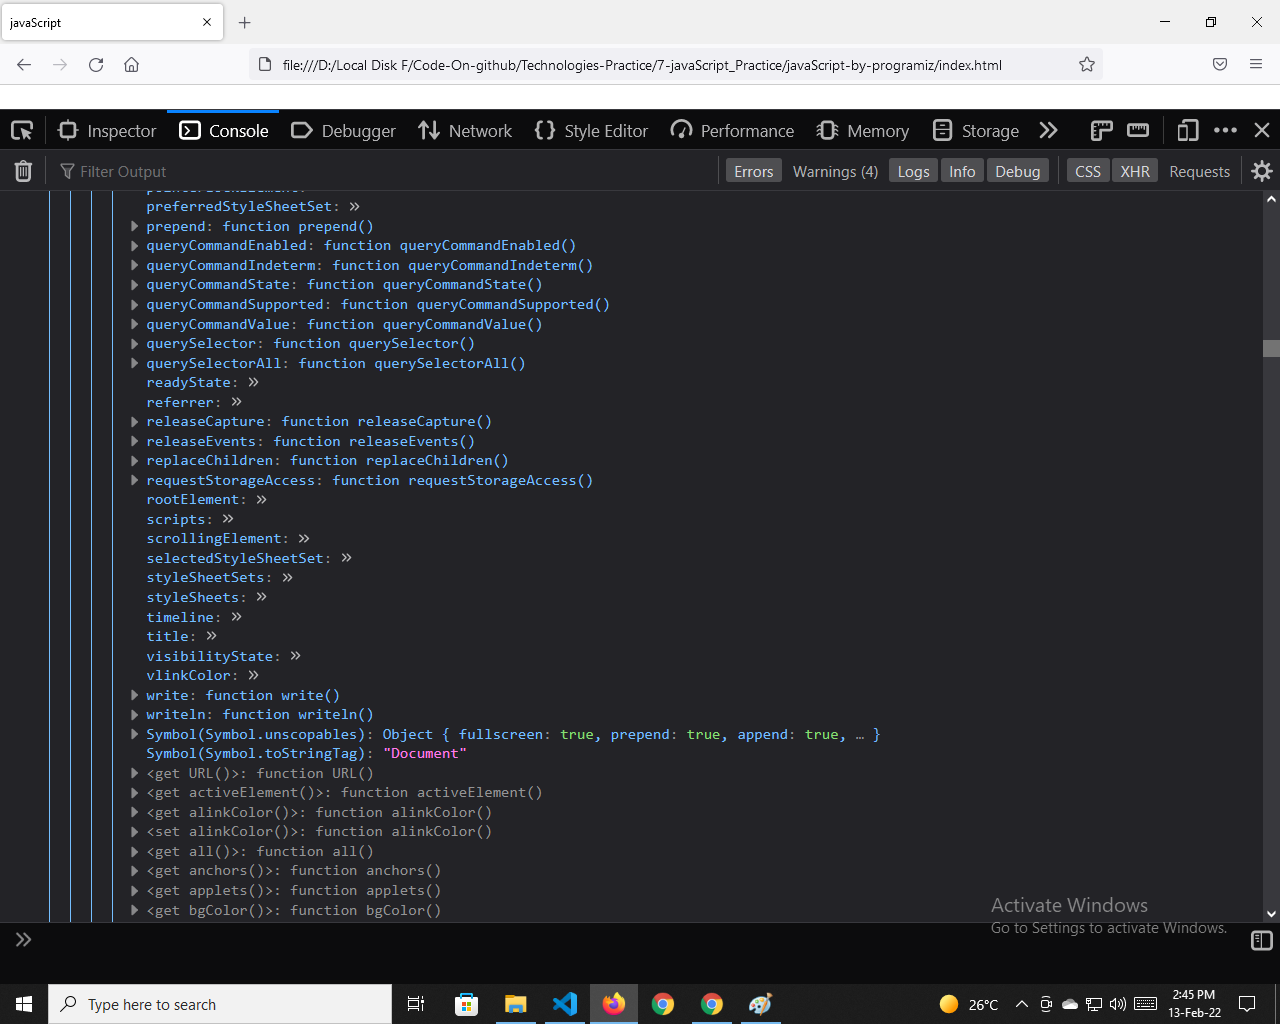 javaScript
file:///D:/Local Disk F/Code-On-github/Technologies-Practice/7-javaScript_Practice/javaScript-by-programiz/index.html
Inspector Console Debugger Network Style Editor Performance Memory Storage
Filter Output Errors Warnings (4) Logs Info Debug CSS XHR Requests
preferredStyleSheetSet: »
prepend: function prepend()
queryCommandEnabled: function queryCommandEnabled()
queryCommandIndeterm: function queryCommandIndeterm()
queryCommandState: function queryCommandState()
queryCommandSupported: function queryCommandSupported()
queryCommandValue: function queryCommandValue()
querySelector: function querySelector()
querySelectorAll: function querySelectorAll()
readyState: »
referrer: »
releaseCapture: function releaseCapture()
releaseEvents: function releaseEvents()
replaceChildren: function replaceChildren()
requestStorageAccess: function requestStorageAccess()
rootElement: »
scripts: »
scrollingElement: »
selectedStyleSheetSet: »
styleSheetSets: »
styleSheets: »
timeline: »
title: »
visibilityState: »
vlinkColor: »
write: function write()
writeln: function writeln()
Symbol(Symbol.unscopables): Object { fullscreen: true, prepend: true, append: true, … }
Symbol(Symbol.toStringTag): "Document"
<get URL()>: function URL()
<get activeElement()>: function activeElement()
<get alinkColor()>: function alinkColor()
<set alinkColor()>: function alinkColor()
<get all()>: function all()
<get anchors()>: function anchors()
<get applets()>: function applets()
<get bgColor()>: function bgColor()
Activate Windows
Go to Settings to activate Windows.
Type here to search
26°C
2:45 PM
13-Feb-22